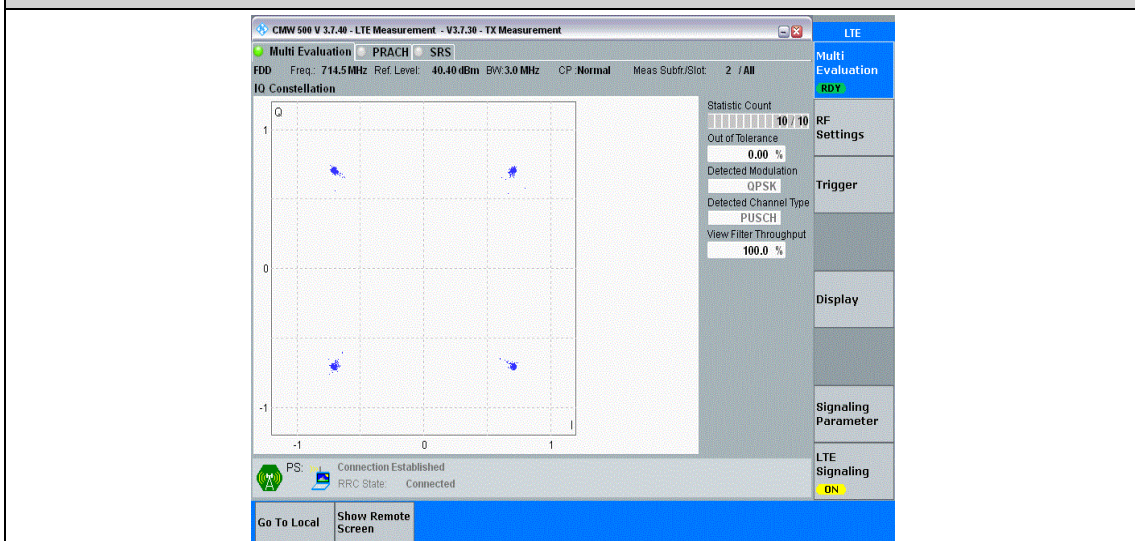 CMW 500 V 3.7.40 - LTE Measurement - V3.7.30 - TX Measurement
LTE
Multi Evaluation PRACH SRS
FDD Freq.: 714.5 MHz Ref. Level: 40.40 dBm BW: 3.0 MHz CP : Normal Meas Subfr./Slot: 2 / All
IQ Constellation
Q
1
0
-1
-1 0 1
I
Statistic Count
10 / 10
Out of Tolerance
0.00 %
Detected Modulation
QPSK
Detected Channel Type
PUSCH
View Filter Throughput
100.0 %
Multi
Evaluation
RDY
RF
Settings
Trigger
Display
Signaling
Parameter
LTE
Signaling
ON
PS: Connection Established
RRC State: Connected
Go To Local
Show Remote
Screen